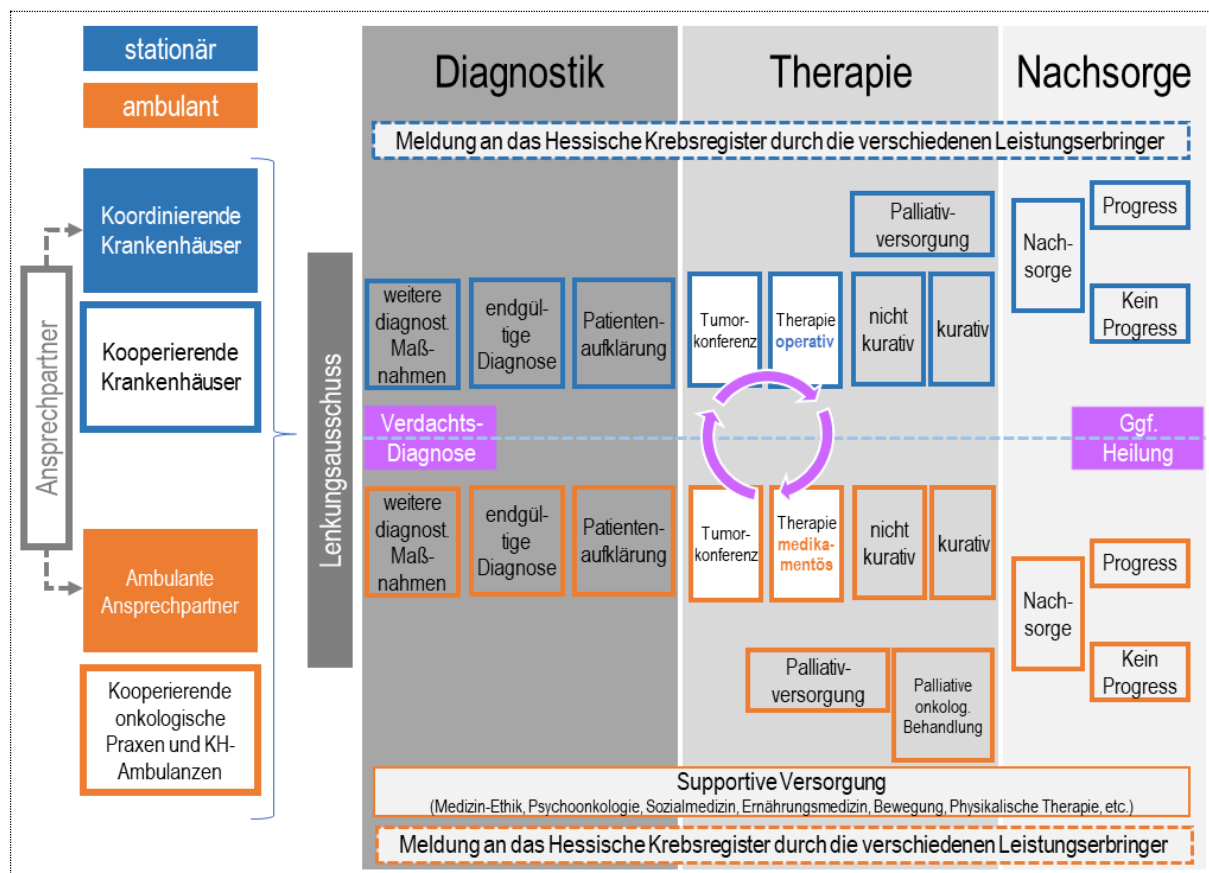 stationär
ambulant
Ansprechpartner
Koordinierende
Krankenhäuser
Kooperierende
Krankenhäuser
Ambulante
Ansprechpartner
Kooperierende
onkologische
Praxen und KH-
Ambulanzen
Lenkungsausschuss
Diagnostik
Therapie
Nachsorge
Meldung an das Hessische Krebsregister durch die verschiedenen Leistungserbringer
Palliativ-
versorgung
weitere
diagnost.
Maß-
nahmen
endgül-
tige
Diagnose
Patienten-
aufklärung
Tumor-
konferenz
Therapie
operativ
nicht
kurativ
kurativ
Nach-
sorge
Progress
Kein
Progress
Verdachts-
Diagnose
Ggf.
Heilung
weitere
diagnost.
Maß-
nahmen
endgül-
tige
Diagnose
Patienten-
aufklärung
Tumor-
konferenz
Therapie
medika-
mentös
nicht
kurativ
kurativ
Nach-
sorge
Progress
Kein
Progress
Palliativ-
versorgung
Palliative
onkolog.
Behandlung
Supportive Versorgung
(Medizin-Ethik, Psychoonkologie, Sozialmedizin, Ernährungsmedizin, Bewegung, Physikalische Therapie, etc.)
Meldung an das Hessische Krebsregister durch die verschiedenen Leistungserbringer